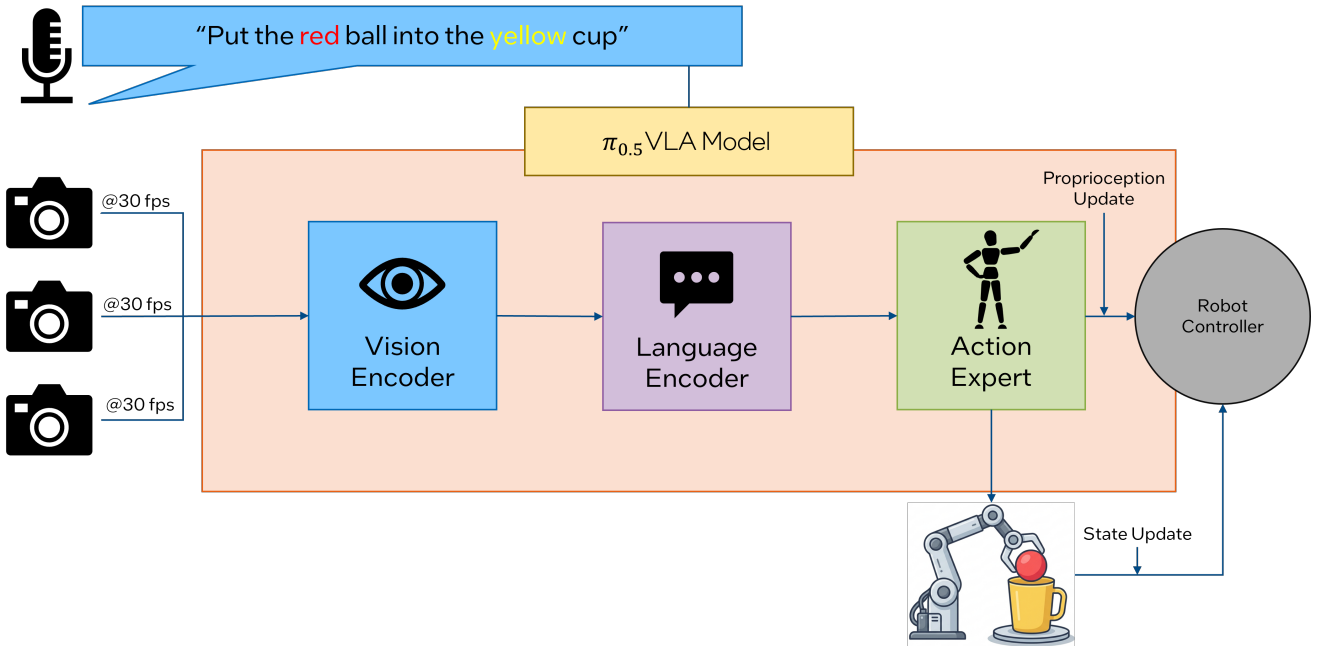 “Put the red ball into the yellow cup”
π0.5 VLA Model
@30 fps
@30 fps
@30 fps
Vision
Encoder
Language
Encoder
Action
Expert
Proprioception
Update
Robot
Controller
State Update